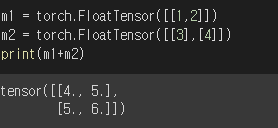 m1 = torch.FloatTensor([[1,2]])
m2 = torch.FloatTensor([[3],[4]])
print(m1+m2)
tensor([[4., 5.],
        [5., 6.]])